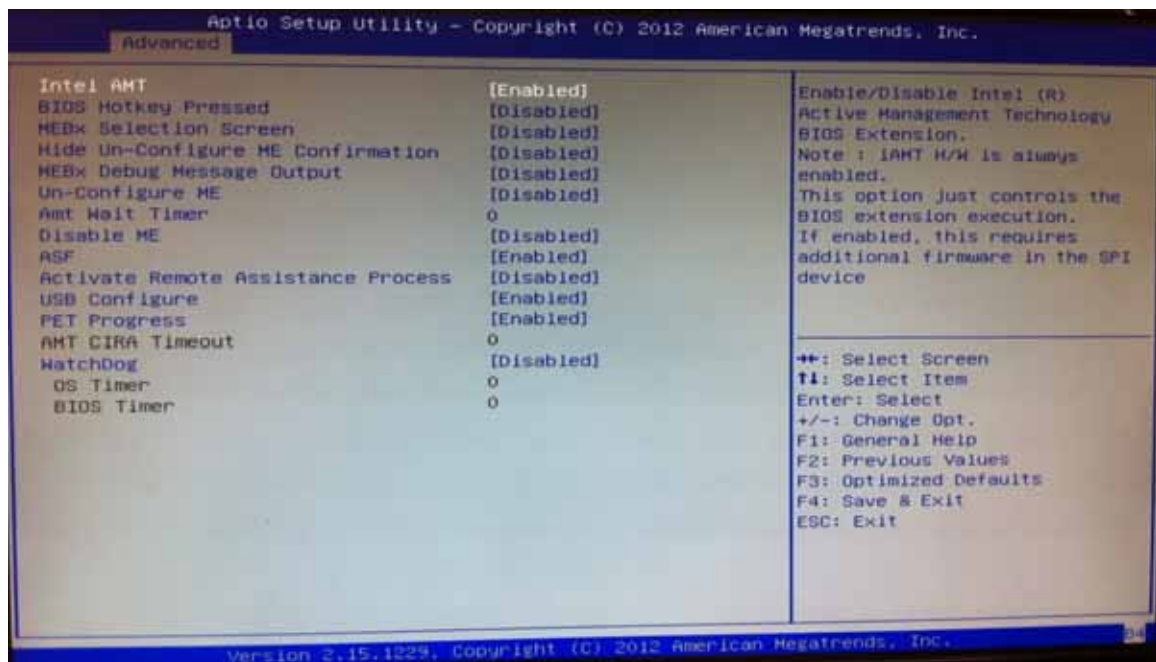 Aptio Setup Utility – Copyright (C) 2012 American Megatrends, Inc.
Advanced
Intel AMT [Enabled]
BIOS Hotkey Pressed [Disabled]
MEBx Selection Screen [Disabled]
Hide Un-Configure ME Confirmation [Disabled]
MEBx Debug Message Output [Disabled]
Un-Configure ME [Disabled]
Amt Wait Timer 0
Disable ME [Disabled]
ASF [Enabled]
Activate Remote Assistance Process [Disabled]
USB Configure [Enabled]
PET Progress [Enabled]
AMT CIRA Timeout 0
WatchDog [Disabled]
OS Timer 0
BIOS Timer 0
Enable/Disable Intel (R)
Active Management Technology
BIOS Extension.
Note : iAMT H/W is always
enabled.
This option just controls the
BIOS extension execution.
If enabled, this requires
additional firmware in the SPI
device
→←: Select Screen
↑↓: Select Item
Enter: Select
+/-: Change Opt.
F1: General Help
F2: Previous Values
F3: Optimized Defaults
F4: Save & Exit
ESC: Exit
Version 2.15.1229. Copyright (C) 2012 American Megatrends, Inc.